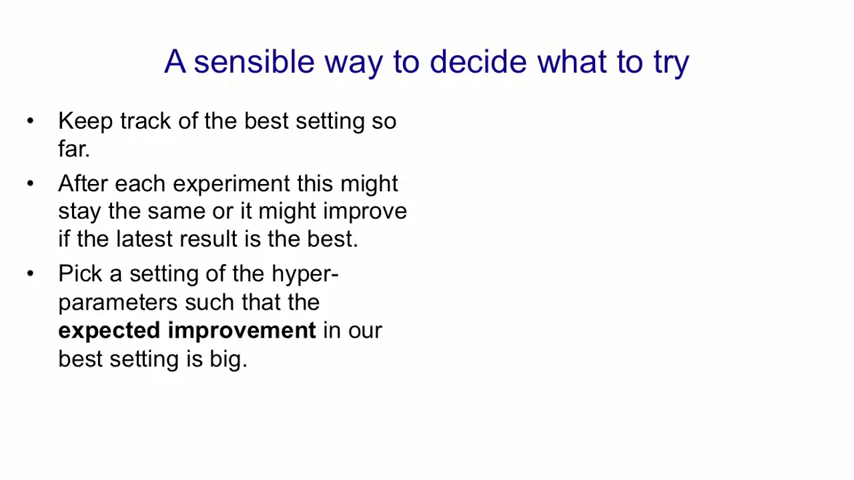 A sensible way to decide what to try
• Keep track of the best setting so
far.
• After each experiment this might
stay the same or it might improve
if the latest result is the best.
• Pick a setting of the hyper-
parameters such that the
expected improvement in our
best setting is big.